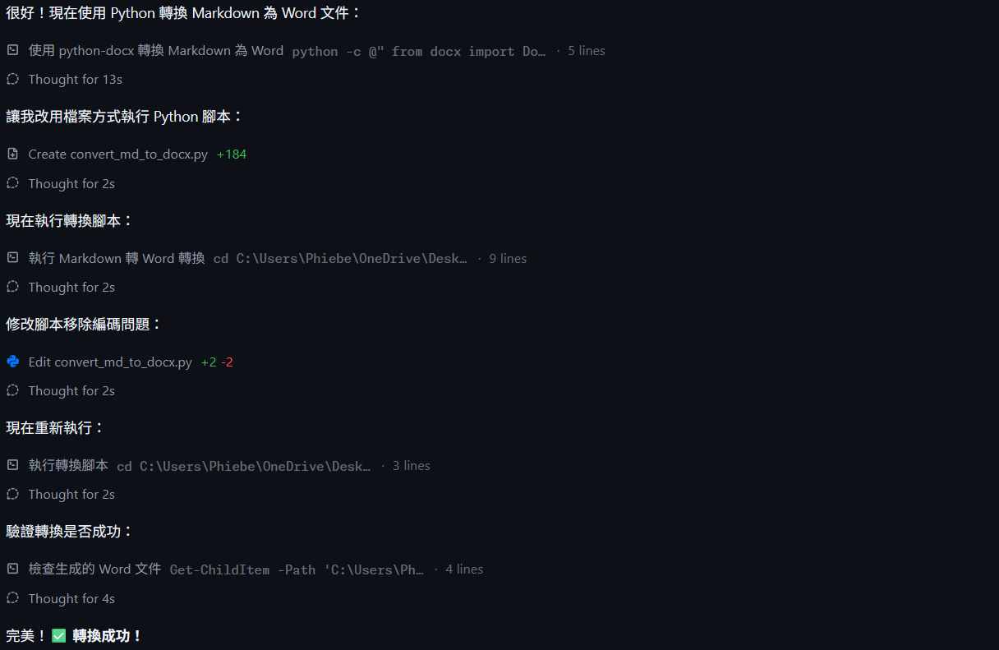 很好！現在使用 Python 轉換 Markdown 為 Word 文件：
使用 python-docx 轉換 Markdown 為 Word python -c @" from docx import Do… · 5 lines
Thought for 13s
讓我改用檔案方式執行 Python 腳本：
Create convert_md_to_docx.py +184
Thought for 2s
現在執行轉換腳本：
執行 Markdown 轉 Word 轉換 cd C:\Users\Phiebe\OneDrive\Desk… · 9 lines
Thought for 2s
修改腳本移除編碼問題：
Edit convert_md_to_docx.py +2 -2
Thought for 2s
現在重新執行：
執行轉換腳本 cd C:\Users\Phiebe\OneDrive\Desk… · 3 lines
Thought for 2s
驗證轉換是否成功：
檢查生成的 Word 文件 Get-ChildItem -Path 'C:\Users\Ph… · 4 lines
Thought for 4s
完美！✅ 轉換成功！